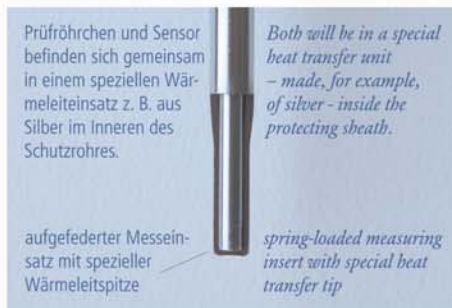 Prüfröhrchen und Sensor
befinden sich gemeinsam
in einem speziellen Wär-
meleiteinsatz z. B. aus
Silber im Inneren des
Schutzrohres.
Both will be in a special
heat transfer unit
– made, for example,
of silver - inside the
protecting sheath.
aufgefederter Messein-
satz mit spezieller
Wärmeleitspitze
spring-loaded measuring
insert with special heat
transfer tip